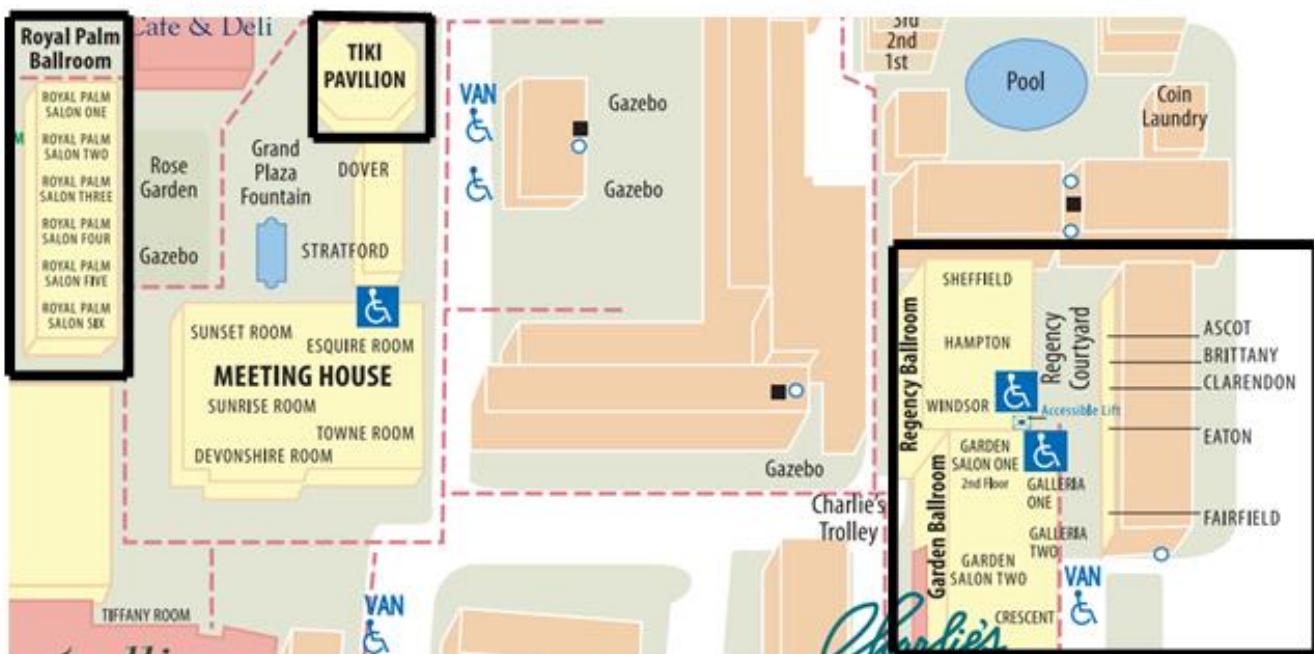 Royal Palm
Ballroom
ROYAL PALM
SALON ONE
ROYAL PALM
SALON TWO
ROYAL PALM
SALON THREE
ROYAL PALM
SALON FOUR
ROYAL PALM
SALON FIVE
ROYAL PALM
SALON SIX
M
Cafe & Deli
Rose
Garden
Gazebo
Grand
Plaza
Fountain
TIKI
PAVILION
DOVER
STRATFORD
SUNSET ROOM
ESQUIRE ROOM
MEETING HOUSE
SUNRISE ROOM
TOWNE ROOM
DEVONSHIRE ROOM
TIFFANY ROOM
VAN
VAN
Gazebo
Gazebo
Gazebo
Charlie's
Trolley
Charlie's
3rd
2nd
1st
Pool
Coin
Laundry
Regency Ballroom
SHEFFIELD
HAMPTON
WINDSOR
Regency
Courtyard
Accessible Lift
Garden Ballroom
GARDEN
SALON ONE
2nd Floor
GALLERIA
ONE
GALLERIA
TWO
GARDEN
SALON TWO
CRESCENT
VAN
ASCOT
BRITTANY
CLARENDON
EATON
FAIRFIELD